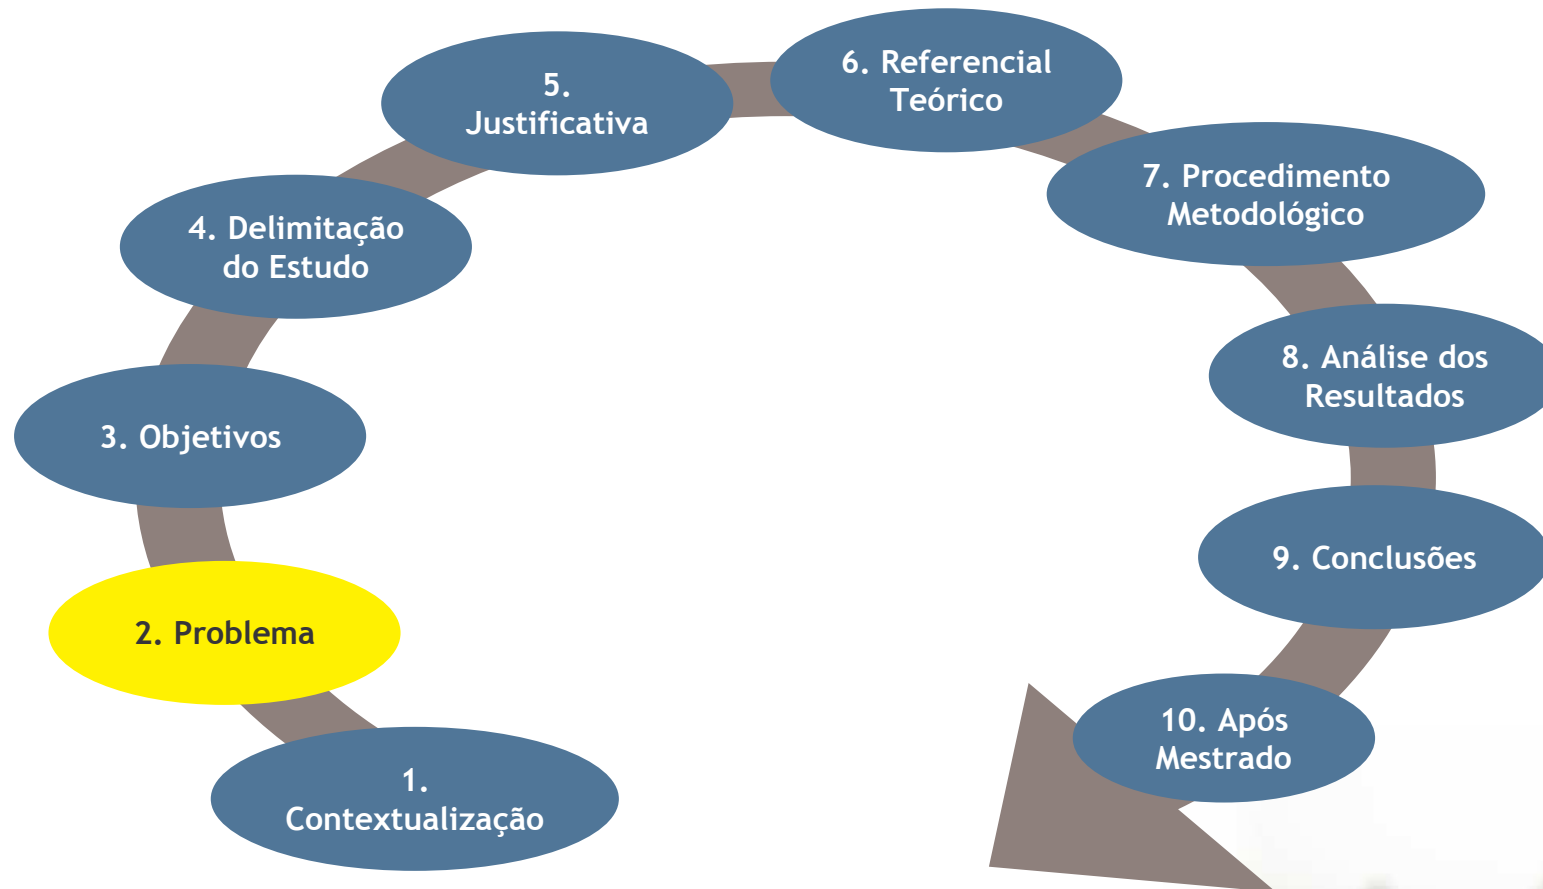 1.
Contextualização
2. Problema
3. Objetivos
4. Delimitação
do Estudo
5.
Justificativa
6. Referencial
Teórico
7. Procedimento
Metodológico
8. Análise dos
Resultados
9. Conclusões
10. Após
Mestrado